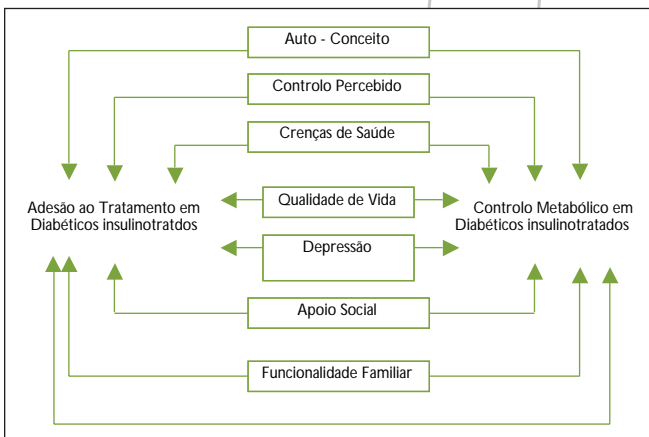 Auto - Conceito
Controlo Percebido
Crenças de Saúde
Qualidade de Vida
Adesão ao Tratamento em
Diabéticos insulinotratdos
Controlo Metabólico em
Diabéticos insulinotratados
Depressão
Apoio Social
Funcionalidade Familiar